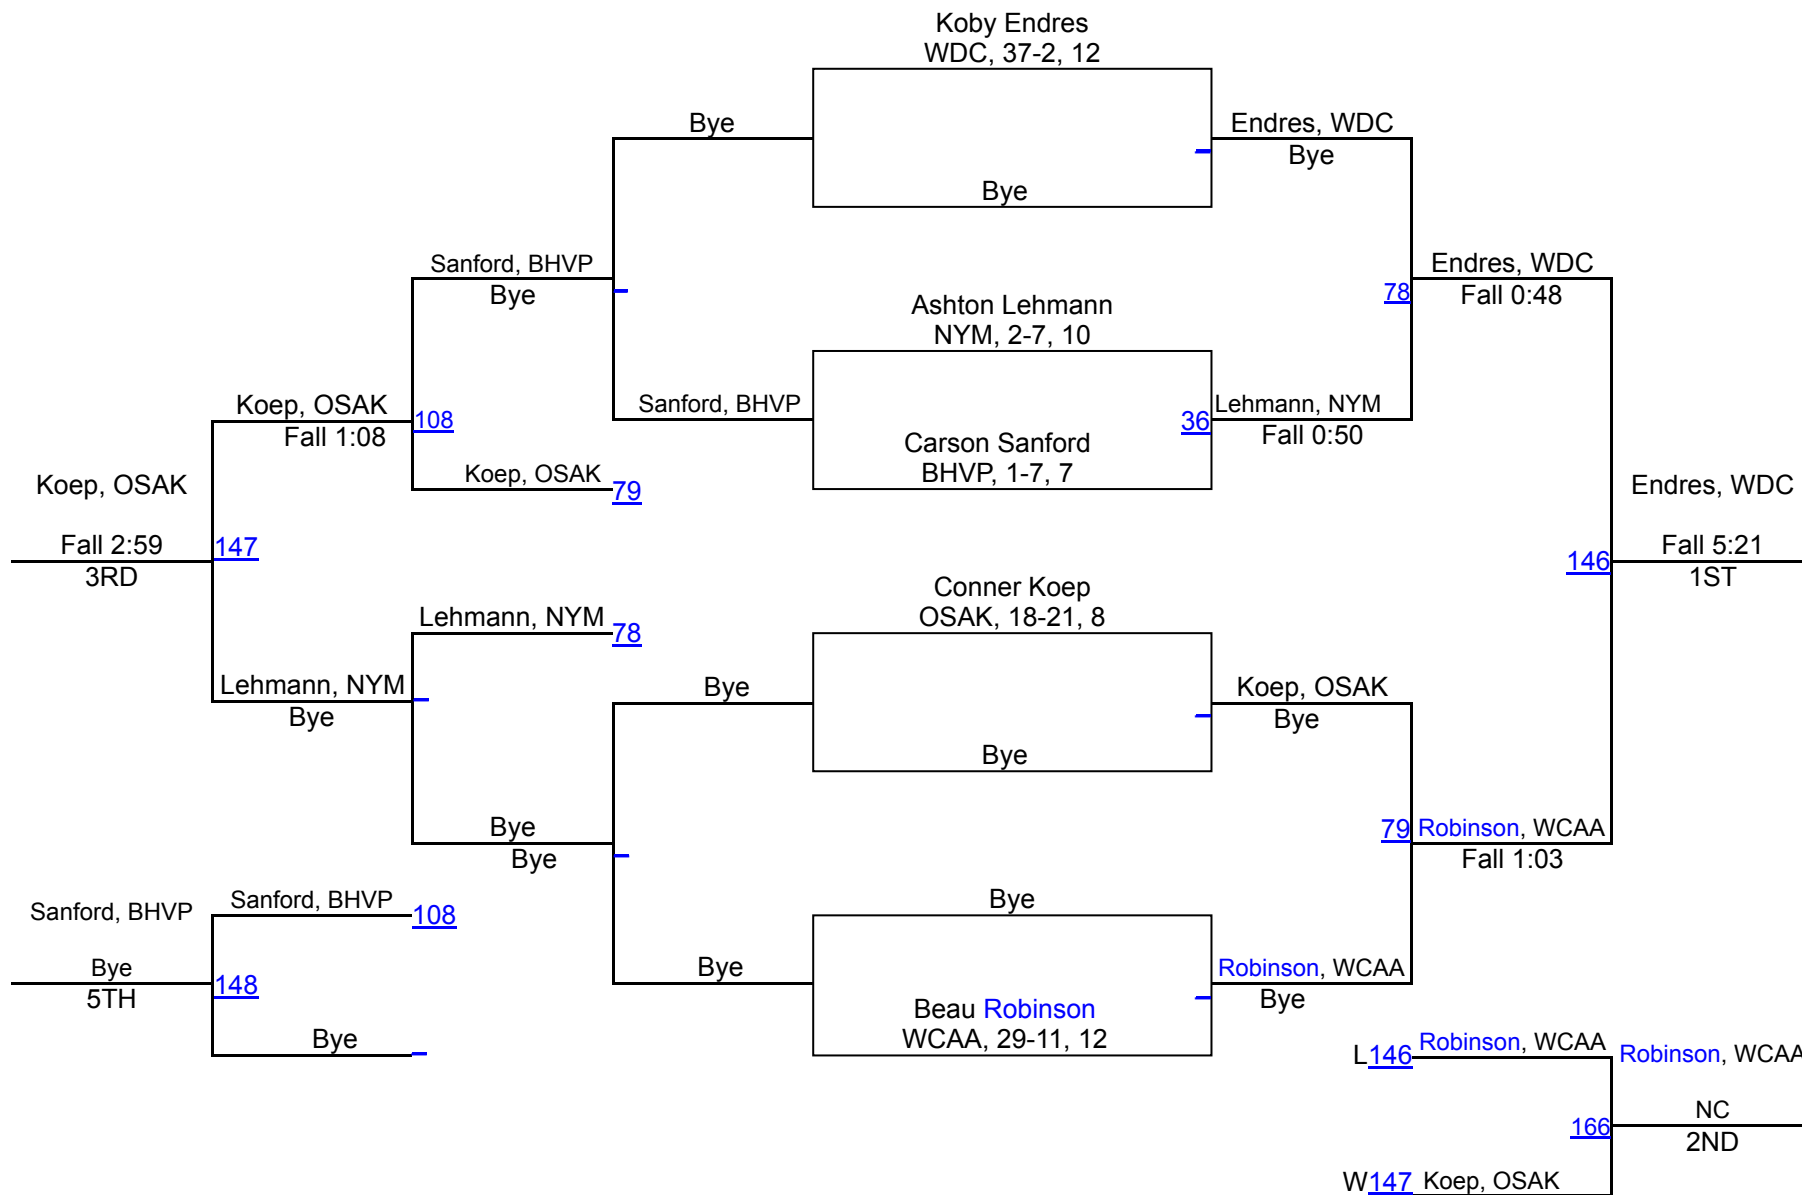 Koby Endres
WDC, 37-2, 12
Bye
Endres, WDC
Bye
Bye
Sanford, BHVP
Bye
Endres, WDC
78
Fall 0:48
Ashton Lehmann
NYM, 2-7, 10
Koep, OSAK
108
Fall 1:08
Sanford, BHVP
36
Lehmann, NYM
Fall 0:50
Carson Sanford
BHVP, 1-7, 7
Koep, OSAK
79
Koep, OSAK
Endres, WDC
Fall 2:59
147
3RD
146
Fall 5:21
1ST
Conner Koep
OSAK, 18-21, 8
Lehmann, NYM
78
Lehmann, NYM
Bye
Bye
Koep, OSAK
Bye
Bye
Bye
Bye
79
Robinson, WCAA
Fall 1:03
Sanford, BHVP
Sanford, BHVP
108
Bye
Bye
148
5TH
Bye
Robinson, WCAA
Bye
Beau Robinson
WCAA, 29-11, 12
Bye
L146
Robinson, WCAA
Robinson, WCAA
166
NC
2ND
W147
Koep, OSAK